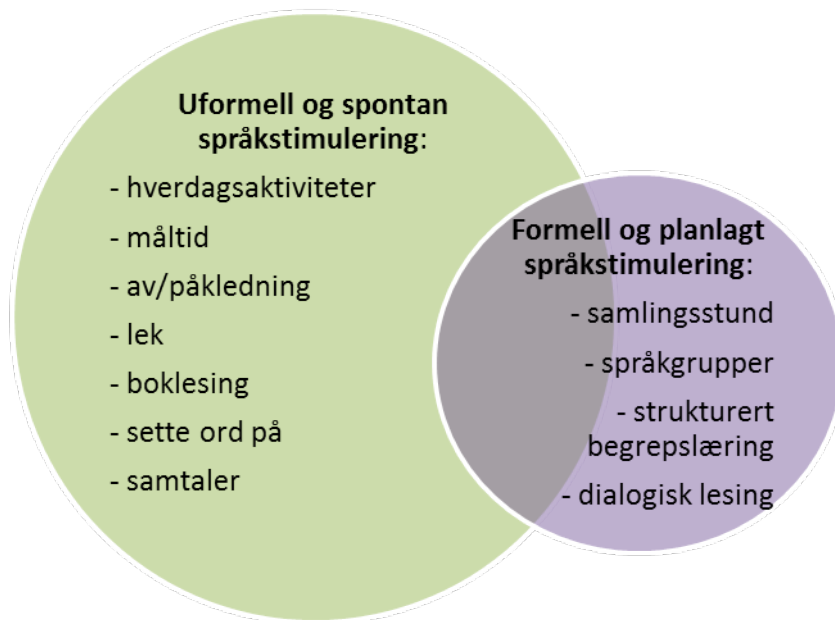 Uformell og spontan
språkstimulering:
- hverdagsaktiviteter
- måltid
- av/påkledning
- lek
- boklesing
- sette ord på
- samtaler
Formell og planlagt
språkstimulering:
- samlingsstund
- språkgrupper
- strukturert
begrepslæring
- dialogisk lesing